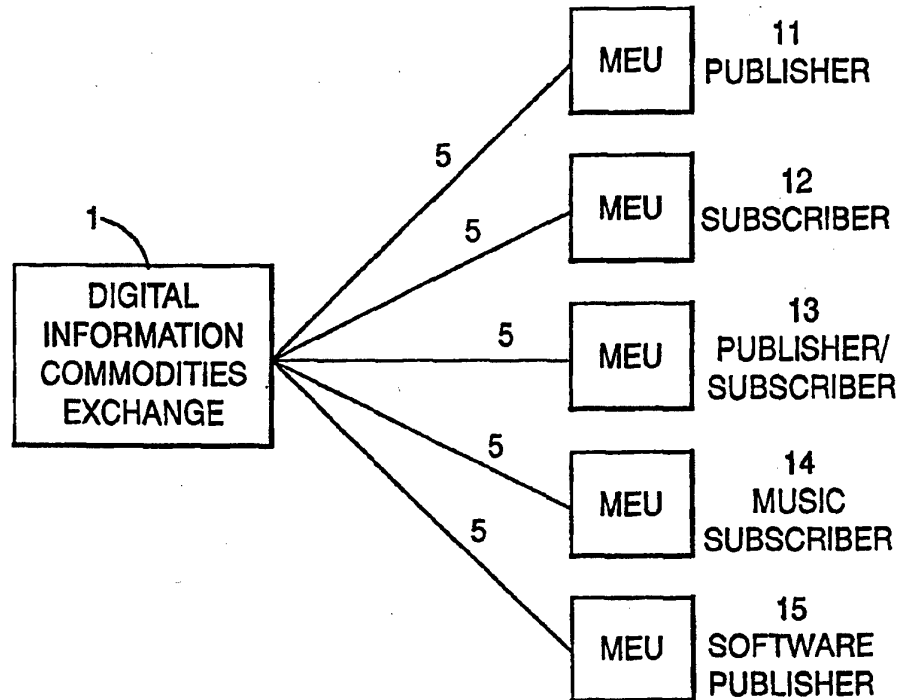 1
DIGITAL
INFORMATION
COMMODITIES
EXCHANGE
5
5
5
5
5
MEU
11
PUBLISHER
MEU
12
SUBSCRIBER
MEU
13
PUBLISHER/
SUBSCRIBER
MEU
14
MUSIC
SUBSCRIBER
MEU
15
SOFTWARE
PUBLISHER